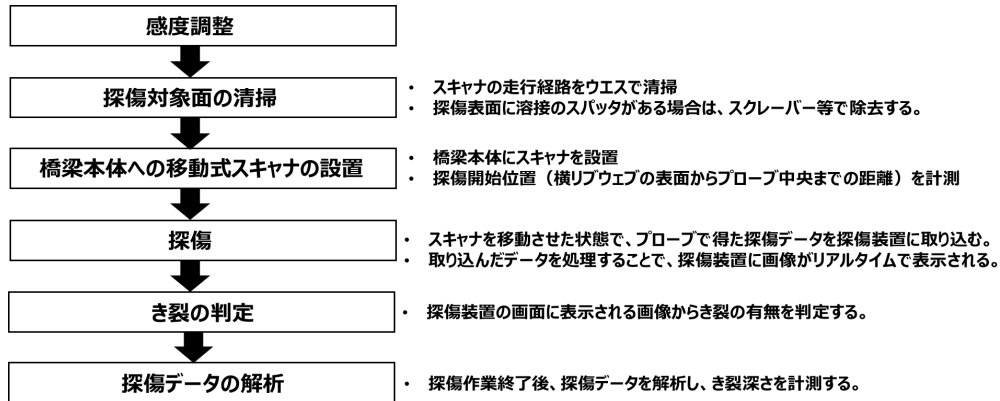 感度調整
探傷対象面の清掃
・ スキャナの走行経路をウエスで清掃
・ 探傷表面に溶接のスパッタがある場合は、スクレーバー等で除去する。
橋梁本体への移動式スキャナの設置
・ 橋梁本体にスキャナを設置
・ 探傷開始位置（横リブウェブの表面からプローブ中央までの距離）を計測
探傷
・ スキャナを移動させた状態で、プローブで得た探傷データを探傷装置に取り込む。
・ 取り込んだデータを処理することで、探傷装置に画像がリアルタイムで表示される。
き裂の判定
・ 探傷装置の画面に表示される画像からき裂の有無を判定する。
探傷データの解析
・ 探傷作業終了後、探傷データを解析し、き裂深さを計測する。